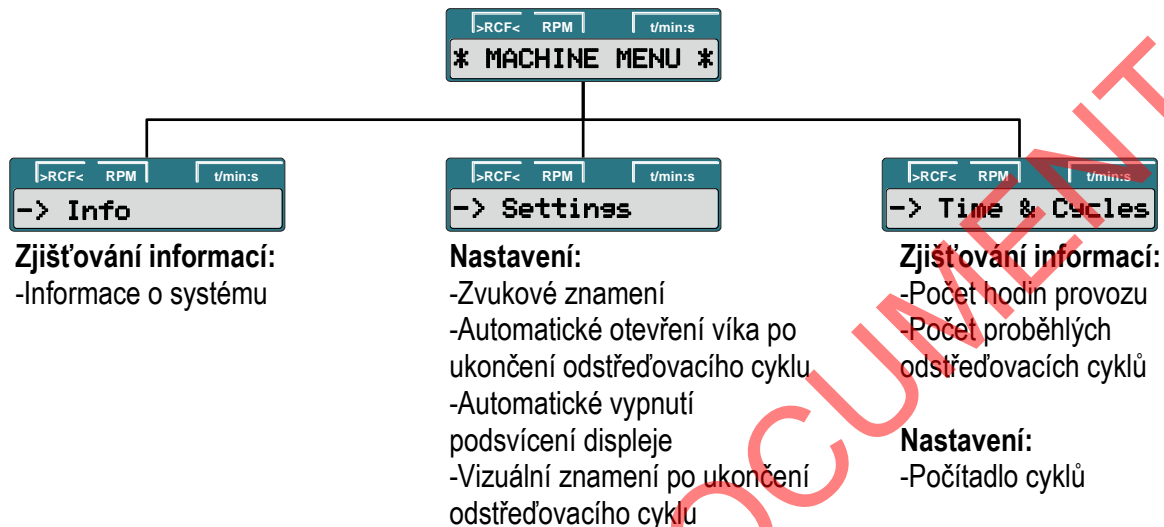 >RCF< RPM t/min:s
* MACHINE MENU *
>RCF< RPM t/min:s
-> Info
Zjišťování informací:
-Informace o systému
>RCF< RPM t/min:s
-> Settings
Nastavení:
-Zvukové znamení
-Automatické otevření víka po
ukončení odstřeďovacího cyklu
-Automatické vypnutí
podsvícení displeje
-Vizuální znamení po ukončení
odstřeďovacího cyklu
>RCF< RPM t/min:s
-> Time & Cycles
Zjišťování informací:
-Počet hodin provozu
-Počet proběhlých
odstřeďovacích cyklů
Nastavení:
-Počítadlo cyklů
OCUMENT